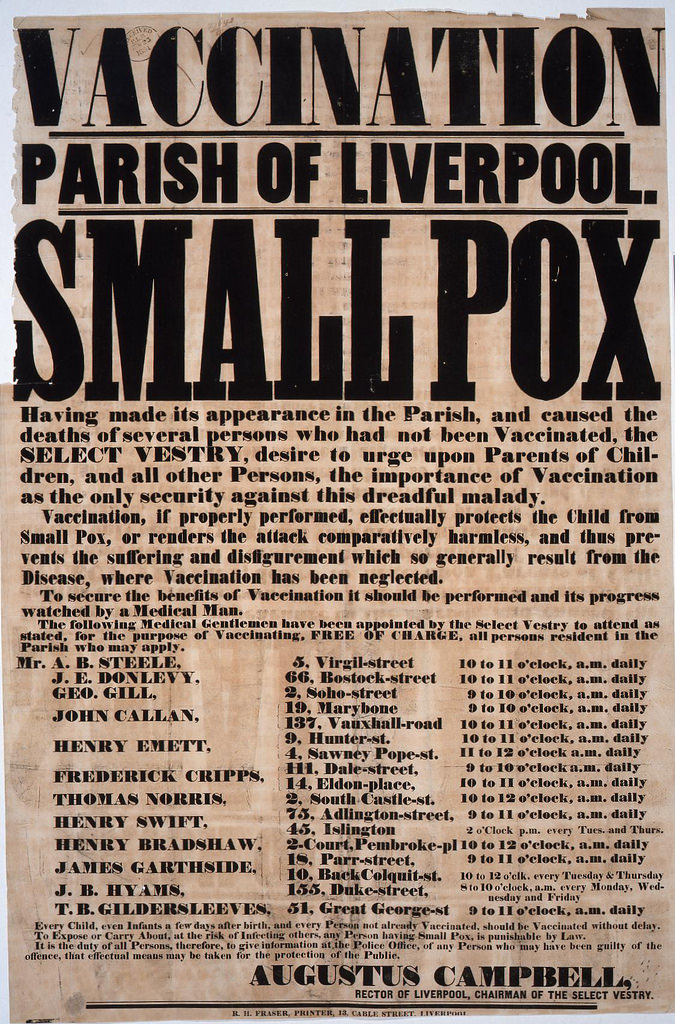 VACCINATION
PARISH OF LIVERPOOL.
SMALL POX
Having made its appearance in the Parish, and caused the
deaths of several persons who had not been Vaccinated, the
SELECT VESTRY, desire to urge upon Parents of Chil-
dren, and all other Persons, the importance of Vaccination
as the only security against this dreadful malady.
Vaccination, if properly performed, effectually protects the Child from
Small Pox, or renders the attack comparatively harmless, and thus pre-
vents the suffering and disfigurement which so generally result from the
Disease, where Vaccination has been neglected.
To secure the benefits of Vaccination it should be performed and its progress
watched by a Medical Man.
The following Medical Gentlemen have been appointed by the Select Vestry to attend as
stated, for the purpose of Vaccinating, FREE OF CHARGE, all persons resident in the
Parish who may apply.
Mr. A. B. STEELE, 5, Virgil-street 10 to 11 o'clock, a.m. daily
J. E. DONLEVY, 66, Bostock-street 10 to 11 o'clock, a.m. daily
GEO. GILL, 2, Soho-street 9 to 10 o'clock, a.m. daily
JOHN CALLAN, 19, Marybone 9 to 10 o'clock, a.m. daily
137, Vauxhall-road 10 to 11 o'clock, a.m. daily
HENRY EMETT, 9, Hunter-st. 10 to 11 o'clock, a.m. daily
4, Sawney Pope-st. 11 to 12 o'clock a.m. daily
FREDERICK CRIPPS, 111, Dale-street, 9 to 10 o'clock a.m. daily
14, Eldon-place, 10 to 11 o'clock, a.m. daily
THOMAS NORRIS, 2, South Castle-st. 10 to 12 o'clock, a.m. daily
HENRY SWIFT, 75, Adlington-street, 9 to 11 o'clock, a.m. daily
45, Islington 2 o'Clock p.m. every Tues. and Thurs.
HENRY BRADSHAW, 2-Court, Pembroke-pl 10 to 12 o'clock, a.m. daily
JAMES GARTHSIDE, 18, Parr-street, 9 to 11 o'clock, a.m. daily
10, Back Colquit-st. 10 to 12 o'clk. every Tuesday & Thursday
J. B. HYAMS, 155, Duke-street, 8 to 10 o'clock, a.m. every Monday, Wed-
nesday and Friday
T. B. GILDERSLEEVES, 51, Great George-st 9 to 11 o'clock, a.m. daily
Every Child, even Infants a few days after birth, and every Person not already Vaccinated, should be Vaccinated without delay.
To Expose or Carry About, at the risk of Infecting others, any Person having Small Pox, is punishable by Law.
It is the duty of all Persons, therefore, to give information at the Police Office, of any Person who may have been guilty of the
offence, that effectual means may be taken for the protection of the Public.
AUGUSTUS CAMPBELL,
RECTOR OF LIVERPOOL, CHAIRMAN OF THE SELECT VESTRY.
R. H. FRASER, PRINTER, 13, CABLE STREET, LIVERPOOL